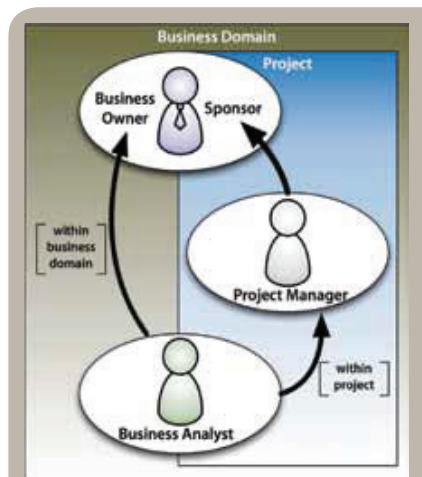 Business Domain
Project
Business
Owner
Sponsor
[ within
business
domain ]
Project Manager
[ within
project ]
Business Analyst